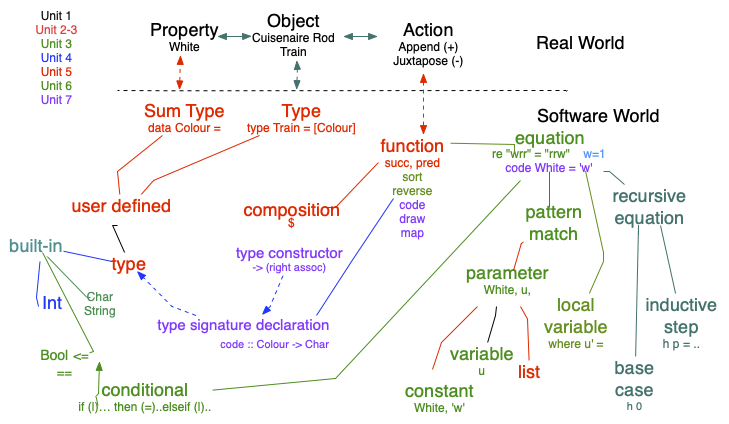 Unit 1
Unit 2-3
Unit 3
Unit 4
Unit 5
Unit 6
Unit 7
Property
White
Object
Cuisenaire Rod
Train
Action
Append (+)
Juxtapose (-)
Real World
Sum Type
data Colour =
Type
type Train = [Colour]
Software World
function
succ, pred
sort
reverse
code
draw
map
equation
re "wrr" = "rrw"
w=1
code White = 'w'
user defined
composition
$
pattern
match
recursive
equation
built-in
type
type constructor
-> (right assoc)
parameter
White, u,
Int
Char
String
type signature declaration
code :: Colour -> Char
local
variable
where u' =
inductive
step
h p = ..
Bool <=
==
variable
u
list
base
case
h 0
conditional
if (l)... then (=)..elseif (l)..
constant
White, 'w'